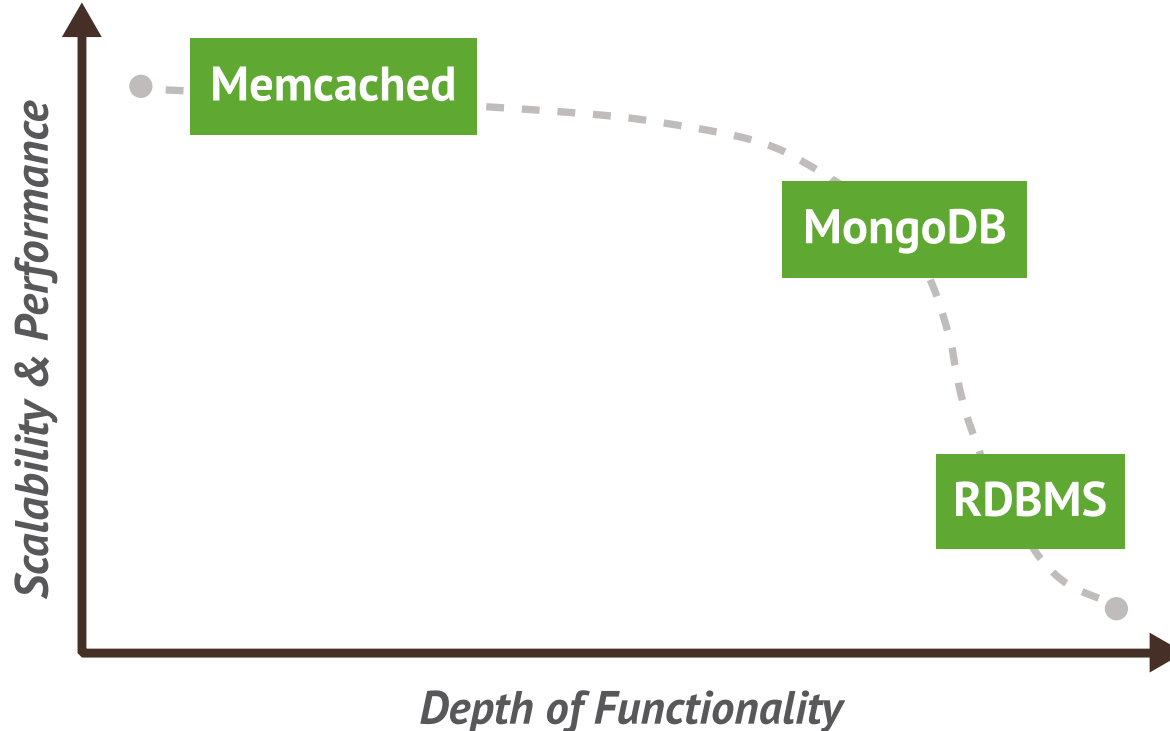 Memcached
MongoDB
RDBMS
Scalability & Performance
Depth of Functionality